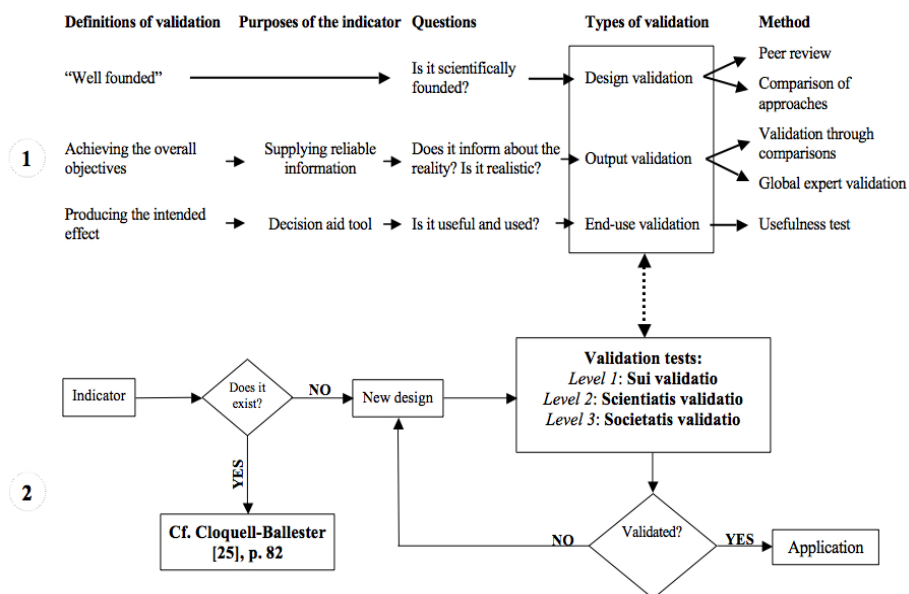 Definitions of validation
Purposes of the indicator
Questions
Types of validation
Method
“Well founded”
Is it scientifically
founded?
Design validation
Peer review
Comparison of
approaches
1
Achieving the overall
objectives
Supplying reliable
information
Does it inform about the
reality? Is it realistic?
Output validation
Validation through
comparisons
Global expert validation
Producing the intended
effect
Decision aid tool
Is it useful and used?
End-use validation
Usefulness test
2
Indicator
Does it
exist?
NO
New design
Validation tests:
Level 1: Sui validatio
Level 2: Scientiatis validatio
Level 3: Societatis validatio
YES
Cf. Cloquell-Ballester
[25], p. 82
Validated?
NO
YES
Application